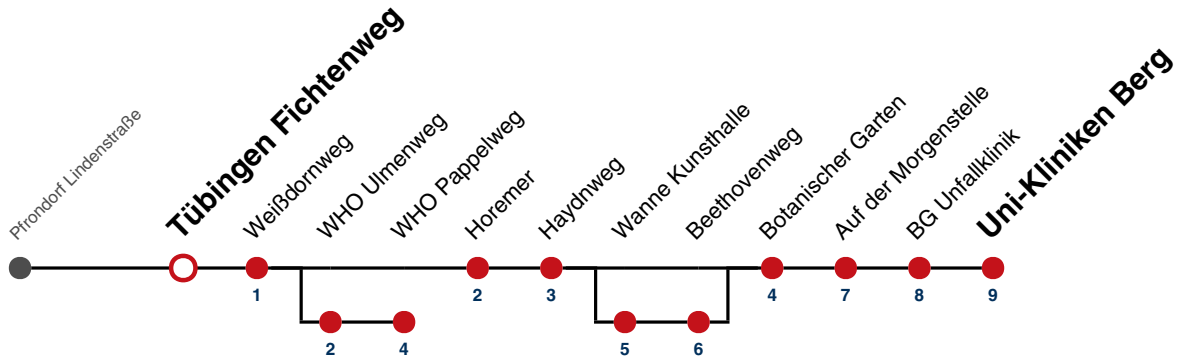 Pfrondorf Lindenstraße
Tübingen Fichtenweg
Weißdornweg
WHO Ulmenweg
WHO Pappelweg
Horemer
Haydnweg
Wanne Kunsthalle
Beethovenweg
Botanischer Garten
Auf der Morgenstelle
BG Unfallklinik
Uni-Kliniken Berg
1 2 3 4 7 8 9
2 4 5 6